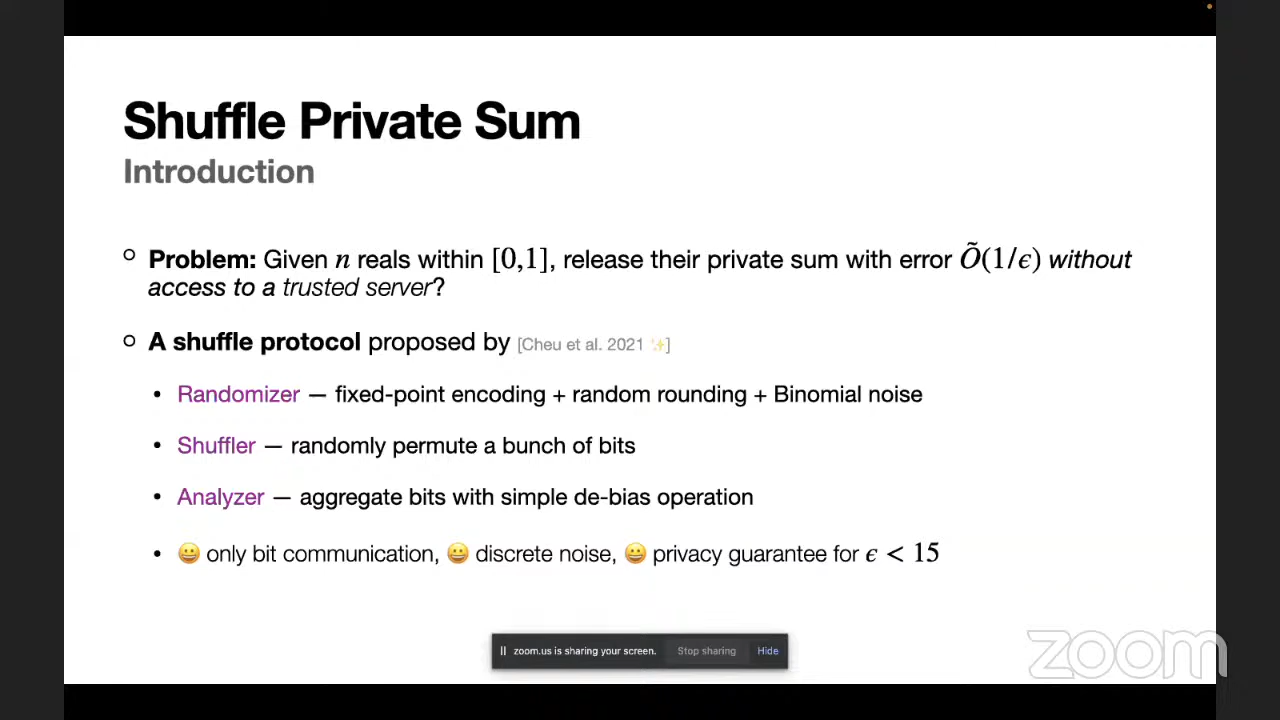 Shuffle Private Sum
Introduction
Problem: Given n reals within [0,1], release their private sum with error Õ(1/ϵ) without
access to a trusted server?
A shuffle protocol proposed by [Cheu et al. 2021 ✨]
• Randomizer — fixed-point encoding + random rounding + Binomial noise
• Shuffler — randomly permute a bunch of bits
• Analyzer — aggregate bits with simple de-bias operation
• 😀 only bit communication, 😀 discrete noise, 😀 privacy guarantee for ϵ < 15
zoom.us is sharing your screen. Stop sharing Hide
zoom